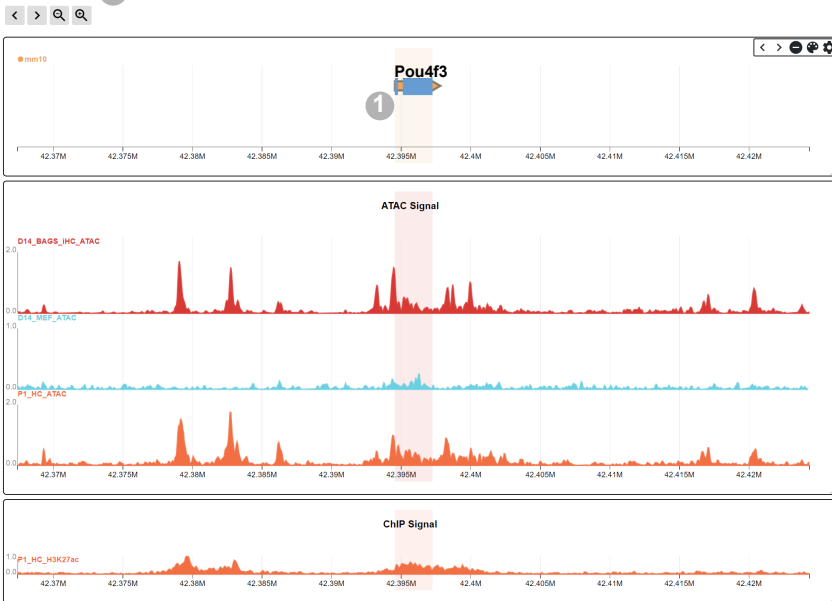 mm10
Pou4f3
1
42.37M 42.375M 42.38M 42.385M 42.39M 42.395M 42.4M 42.405M 42.41M 42.415M 42.42M
ATAC Signal
D14_BAGS_iHC_ATAC
2.0
0.0
D14_MEF_ATAC
1.0
0.0
P1_HC_ATAC
2.0
0.0
42.37M 42.375M 42.38M 42.385M 42.39M 42.395M 42.4M 42.405M 42.41M 42.415M 42.42M
ChIP Signal
1.0 P1_HC_H3K27ac
0.0
42.37M 42.375M 42.38M 42.385M 42.39M 42.395M 42.4M 42.405M 42.41M 42.415M 42.42M